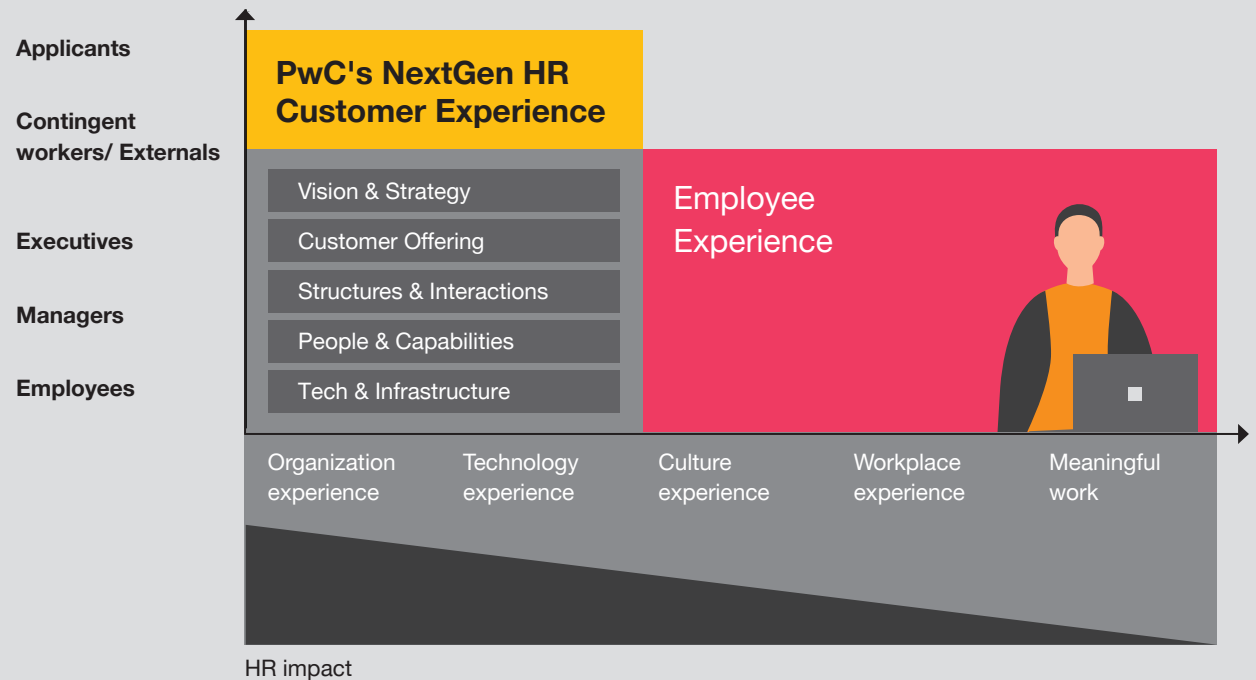 Applicants
Contingent
workers/ Externals
Executives
Managers
Employees
PwC's NextGen HR
Customer Experience
Vision & Strategy
Customer Offering
Structures & Interactions
People & Capabilities
Tech & Infrastructure
Employee
Experience
Organization
experience
Technology
experience
Culture
experience
Workplace
experience
Meaningful
work
HR impact